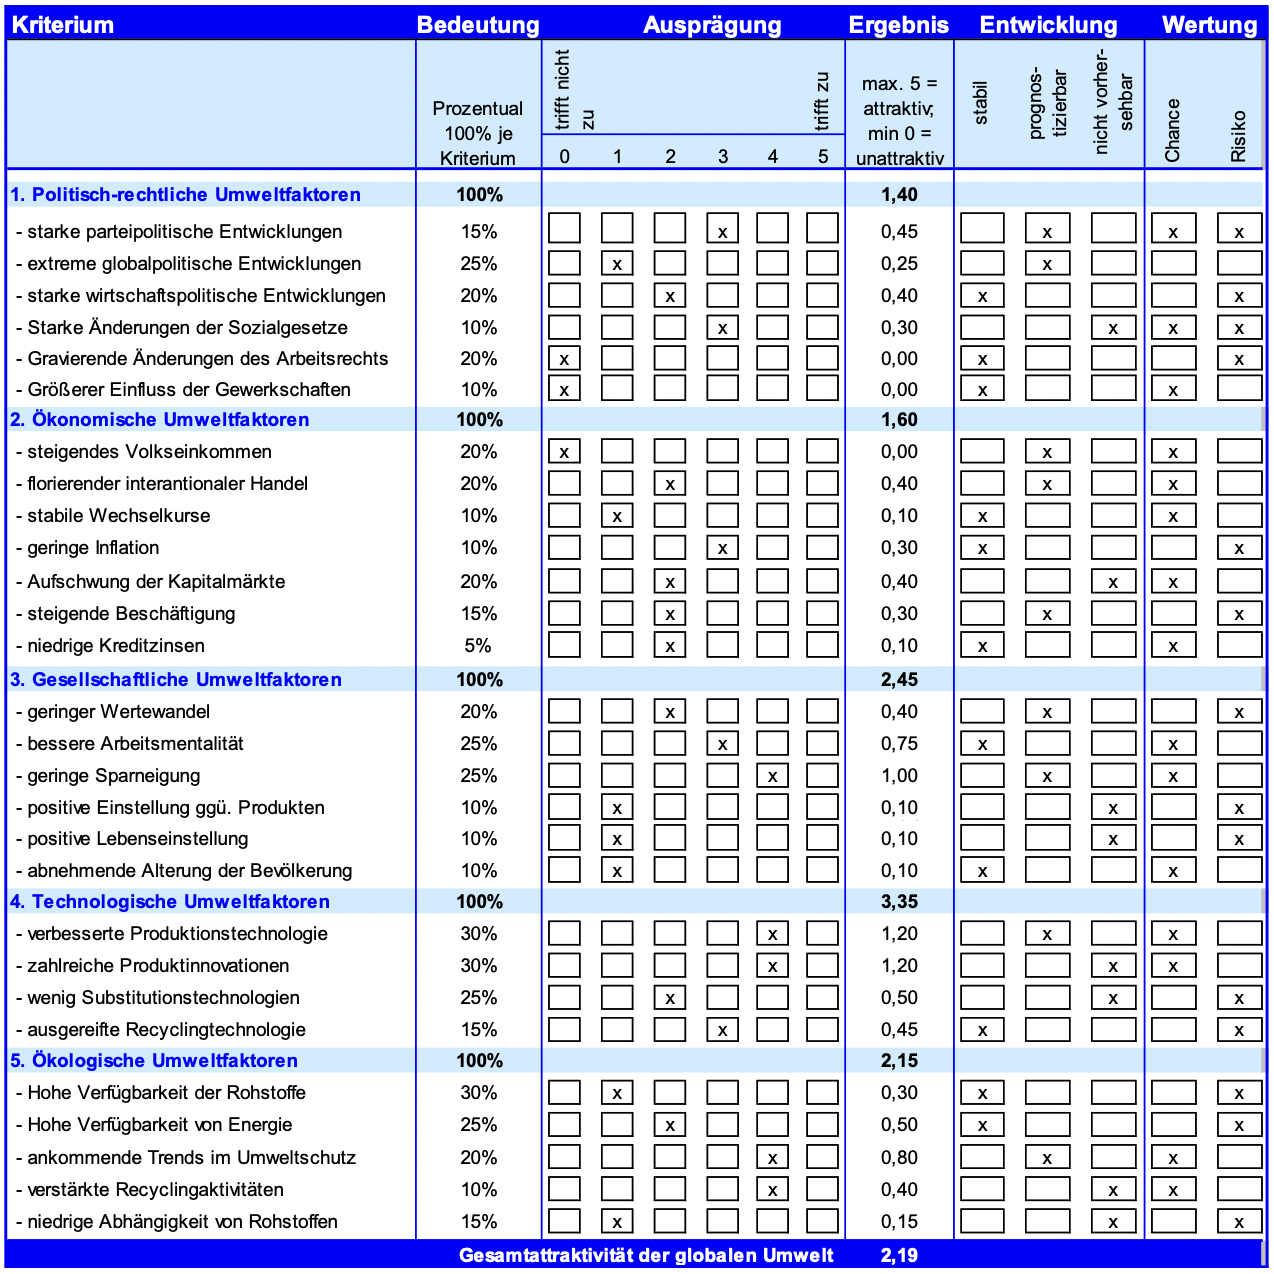 Kriterium Bedeutung Ausprägung Ergebnis Entwicklung Wertung
Prozentual 100% je Kriterium trifft nicht zu trifft zu max. 5 = attraktiv; min 0 = unattraktiv stabil prognos-tizierbar nicht vorher-sehbar Chance Risiko
0 1 2 3 4 5
1. Politisch-rechtliche Umweltfaktoren 100% 1,40
- starke parteipolitische Entwicklungen 15% x 0,45 x x x
- extreme globalpolitische Entwicklungen 25% x 0,25 x
- starke wirtschaftspolitische Entwicklungen 20% x 0,40 x x
- Starke Änderungen der Sozialgesetze 10% x 0,30 x x x
- Gravierende Änderungen des Arbeitsrechts 20% x 0,00 x x
- Größerer Einfluss der Gewerkschaften 10% x 0,00 x x
2. Ökonomische Umweltfaktoren 100% 1,60
- steigendes Volkseinkommen 20% x 0,00 x x
- florierender interantionaler Handel 20% x 0,40 x x
- stabile Wechselkurse 10% x 0,10 x x
- geringe Inflation 10% x 0,30 x x
- Aufschwung der Kapitalmärkte 20% x 0,40 x x
- steigende Beschäftigung 15% x 0,30 x x
- niedrige Kreditzinsen 5% x 0,10 x x
3. Gesellschaftliche Umweltfaktoren 100% 2,45
- geringer Wertewandel 20% x 0,40 x x
- bessere Arbeitsmentalität 25% x 0,75 x x
- geringe Sparneigung 25% x 1,00 x x
- positive Einstellung ggü. Produkten 10% x 0,10 x x
- positive Lebenseinstellung 10% x 0,10 x x
- abnehmende Alterung der Bevölkerung 10% x 0,10 x x
4. Technologische Umweltfaktoren 100% 3,35
- verbesserte Produktionstechnologie 30% x 1,20 x x
- zahlreiche Produktinnovationen 30% x 1,20 x x
- wenig Substitutionstechnologien 25% x 0,50 x x
- ausgereifte Recyclingtechnologie 15% x 0,45 x x
5. Ökologische Umweltfaktoren 100% 2,15
- Hohe Verfügbarkeit der Rohstoffe 30% x 0,30 x x
- Hohe Verfügbarkeit von Energie 25% x 0,50 x x
- ankommende Trends im Umweltschutz 20% x 0,80 x x
- verstärkte Recyclingaktivitäten 10% x 0,40 x x
- niedrige Abhängigkeit von Rohstoffen 15% x 0,15 x x
Gesamtattraktivität der globalen Umwelt 2,19